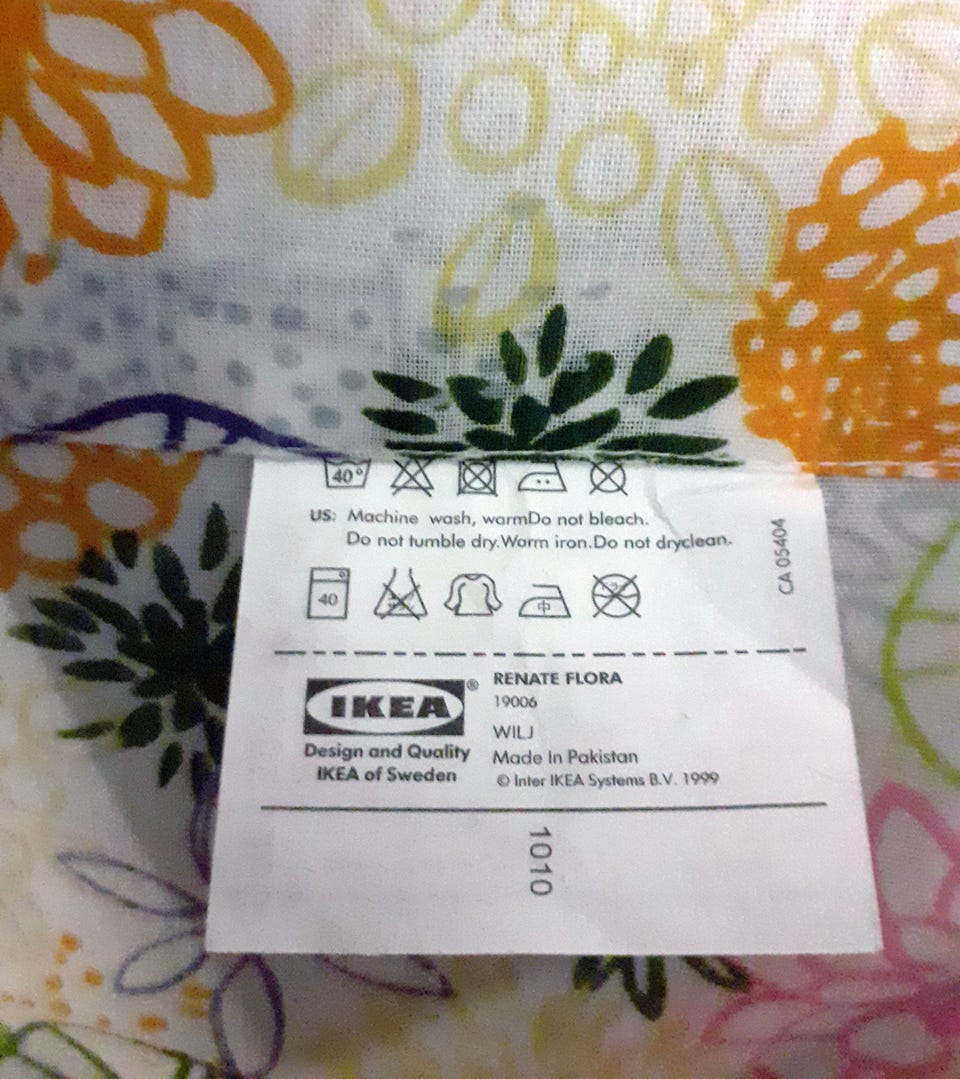 40°
US: Machine wash, warmDo not bleach.
Do not tumble dry.Warm iron.Do not dryclean.
CA 05404
40
中
IKEA®
Design and Quality
IKEA of Sweden
RENATE FLORA
19006
WILJ
Made In Pakistan
© Inter IKEA Systems B.V. 1999
1010